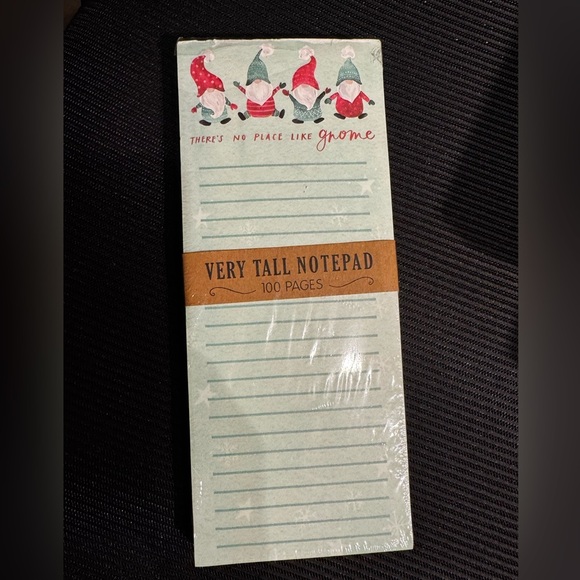 THERE'S NO PLACE LIKE gnome
VERY TALL NOTEPAD
100 PAGES